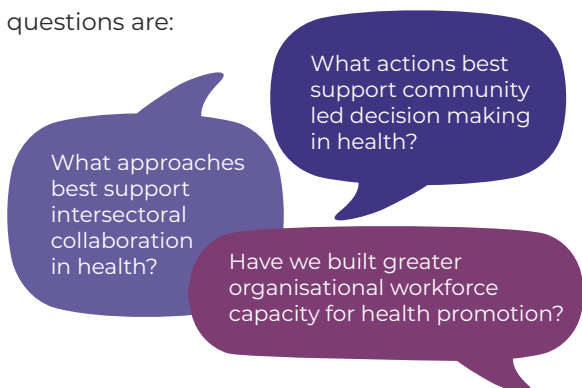 questions are:
What actions best
support community
led decision making
in health?
What approaches
best support
intersectoral
collaboration
in health?
Have we built greater
organisational workforce
capacity for health promotion?